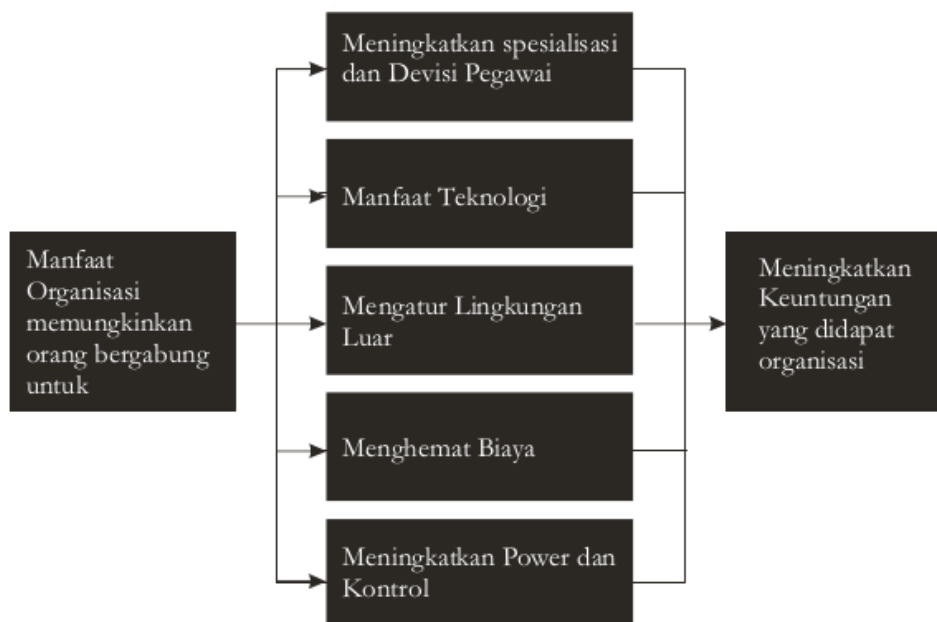 Manfaat
Organisasi
memungkinkan
orang bergabung
untuk
Meningkatkan spesialisasi
dan Devisi Pegawai
Manfaat Teknologi
Mengatur Lingkungan
Luar
Menghemat Biaya
Meningkatkan Power dan
Kontrol
Meningkatkan
Keuntungan
yang didapat
organisasi